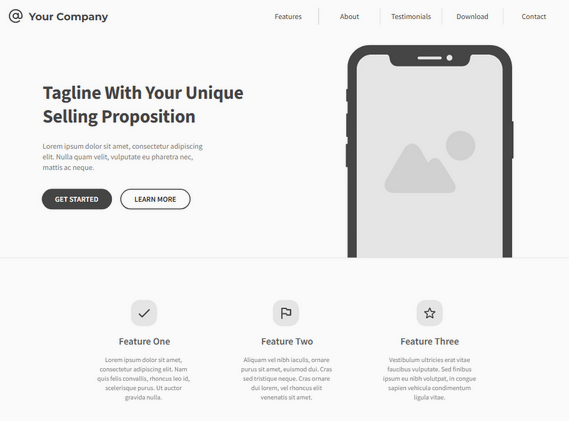 @ Your Company
Features
About
Testimonials
Download
Contact
Tagline With Your Unique
Selling Proposition
Lorem ipsum dolor sit amet, consectetur adipiscing
elit. Nulla quam velit, vulputate eu pharetra nec,
mattis ac neque.
GET STARTED
LEARN MORE
Feature One
Lorem ipsum dolor sit amet,
consectetur adipiscing elit. Nam
quis felis convallis, rhoncus leo id,
scelerisque purus. Ut auctor
gravida nulla.
Feature Two
Aliquam vel nibh iaculis, ornare
purus sit amet, euismod dui. Cras
sed tristique neque. Cras ornare
dui lorem, vel rhoncus elit
venenatis sit amet.
Feature Three
Vestibulum ultricies erat vitae
faucibus vulputate. Sed finibus
ipsum eu nibh volutpat, in congue
sapien vehicula condimentum
ligula vitae.